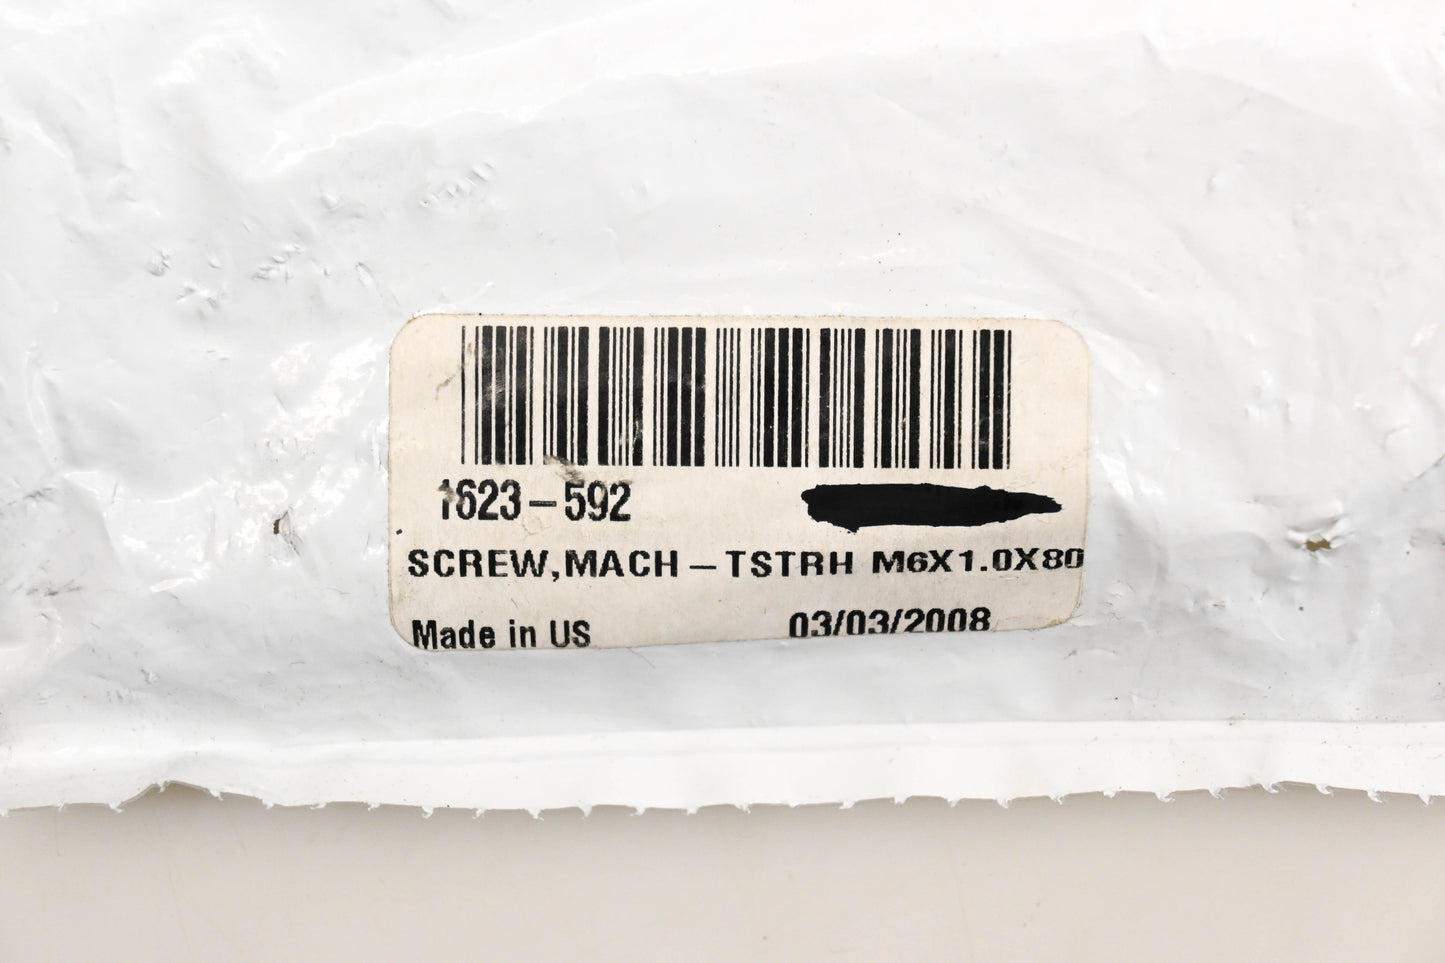 1623-592
SCREW,MACH-TSTRH M6X1.0X80
Made in US 03/03/2008